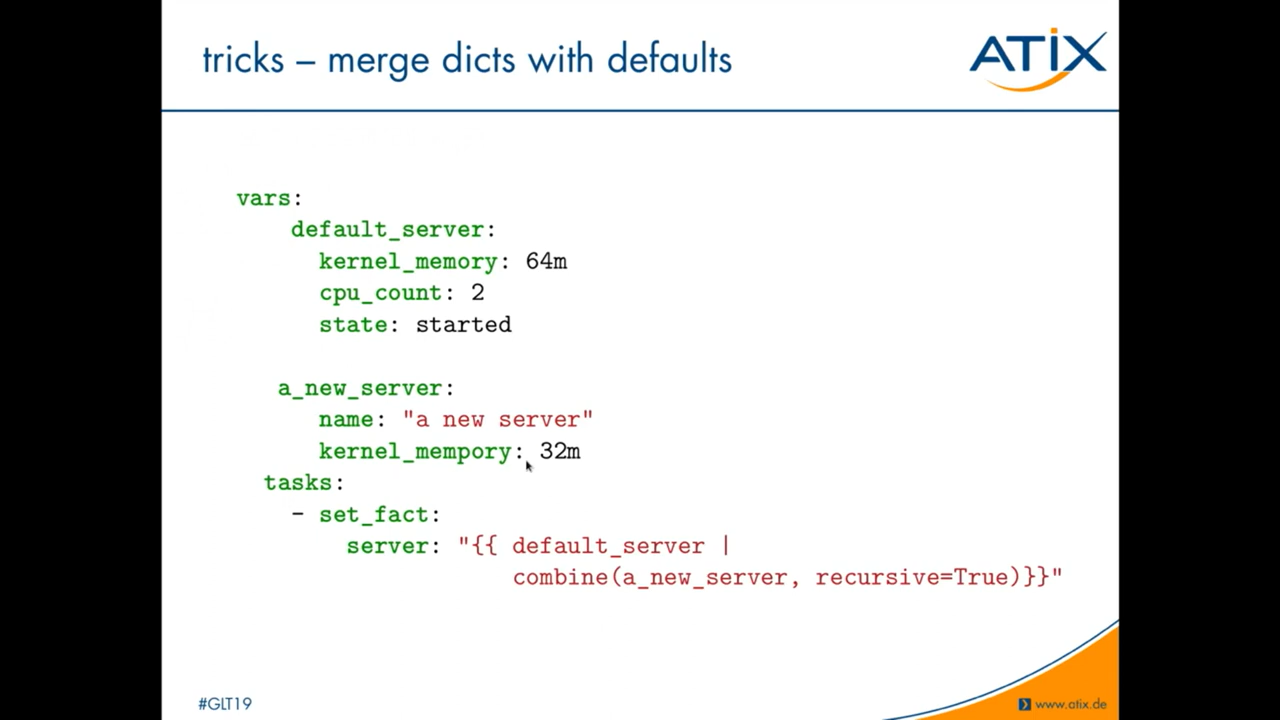 tricks – merge dicts with defaults
ATIX
vars:
default_server:
kernel_memory: 64m
cpu_count: 2
state: started
a_new_server:
name: "a new server"
kernel_mempory: 32m
tasks:
- set_fact:
server: "{{ default_server |
combine(a_new_server, recursive=True)}}"
#GLT19
www.atix.de